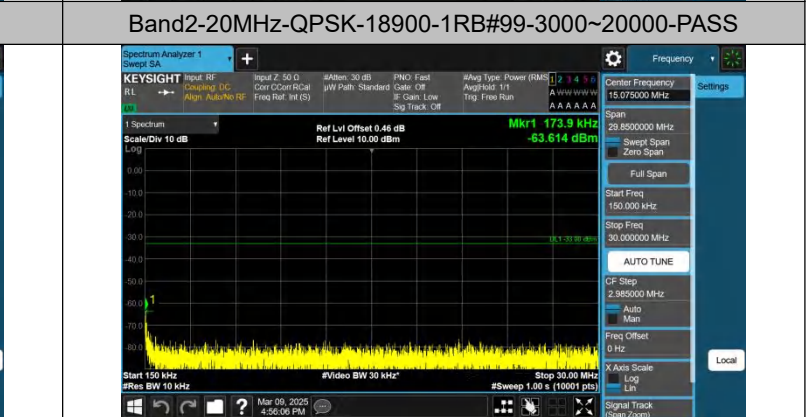 Band2-20MHz-QPSK-18900-1RB#99-3000~20000-PASS
Spectrum Analyzer 1
Swept SA
Frequency
KEYSIGHT
RL
Input: RF
Coupling: DC
Align: Auto/No RF
Input Z: 50 Ω
Corr CCorr RCal
Freq Ref: Int (S)
#Atten: 30 dB
µW Path: Standard
PNO: Fast
Gate: Off
IF Gain: Low
Sig Track: Off
#Avg Type: Power (RMS
Avg|Hold: 1/1
Trig: Free Run
1 2 3 4 5 6
A W W W W W
A A A A A A
1 Spectrum
Scale/Div 10 dB
Log
Ref Lvl Offset 0.46 dB
Ref Level 10.00 dBm
Mkr1 173.9 kHz
-63.614 dBm
0.00
-10.0
-20.0
-30.0
-40.0
-50.0
-60.0
-70.0
-80.0
1
Start 150 kHz
#Res BW 10 kHz
#Video BW 30 kHz*
Stop 30.00 MHz
#Sweep 1.00 s (10001 pts)
Center Frequency
15.075000 MHz
Settings
Span
29.8500000 MHz
Swept Span
Zero Span
Full Span
Start Freq
150.000 kHz
Stop Freq
30.000000 MHz
AUTO TUNE
CF Step
2.985000 MHz
Auto
Man
Freq Offset
0 Hz
X Axis Scale
Log
Lin
Signal Track
(Span Zoom)
Local
?
Mar 09, 2025
4:56:06 PM